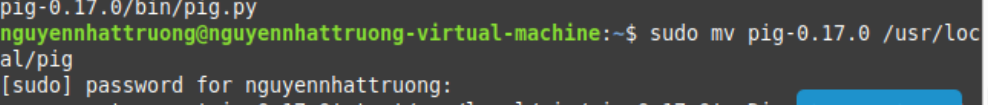 pig-0.17.0/bin/pig.py
nguyennhattruong@nguyennhattruong-virtual-machine:~$ sudo mv pig-0.17.0 /usr/loc
al/pig
[sudo] password for nguyennhattruong: